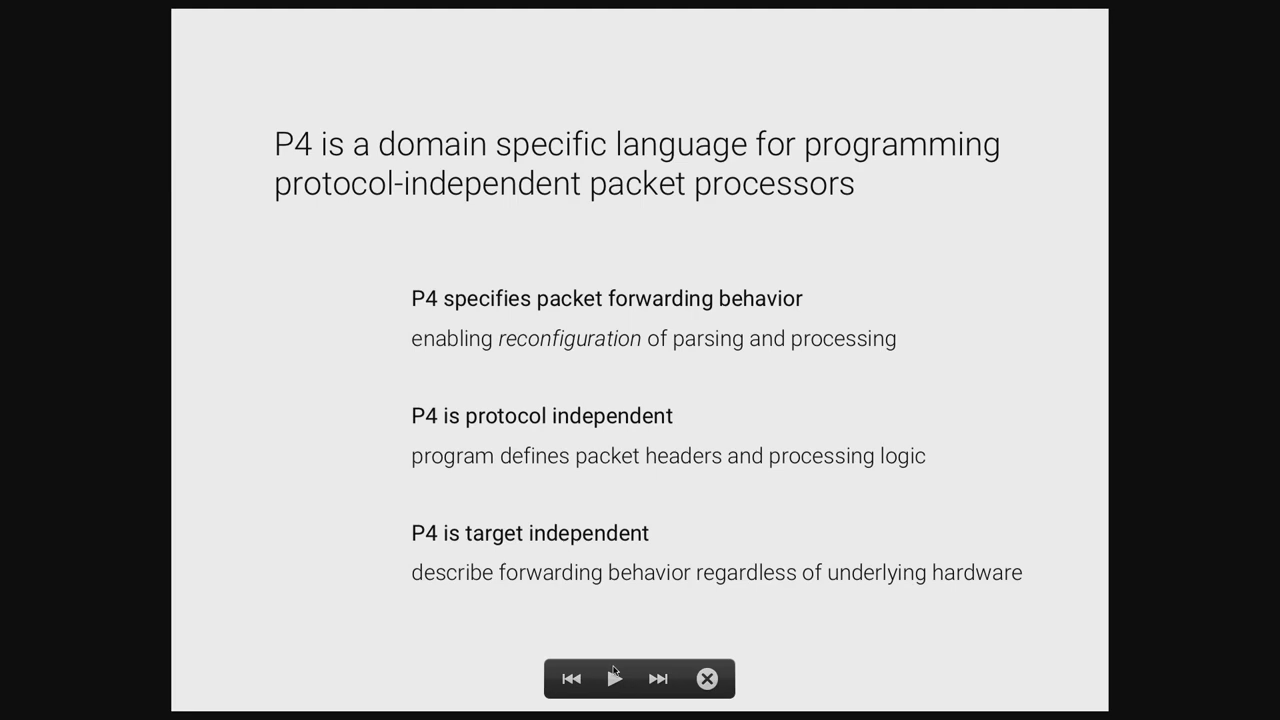 P4 is a domain specific language for programming
protocol-independent packet processors
P4 specifies packet forwarding behavior
enabling reconfiguration of parsing and processing
P4 is protocol independent
program defines packet headers and processing logic
P4 is target independent
describe forwarding behavior regardless of underlying hardware